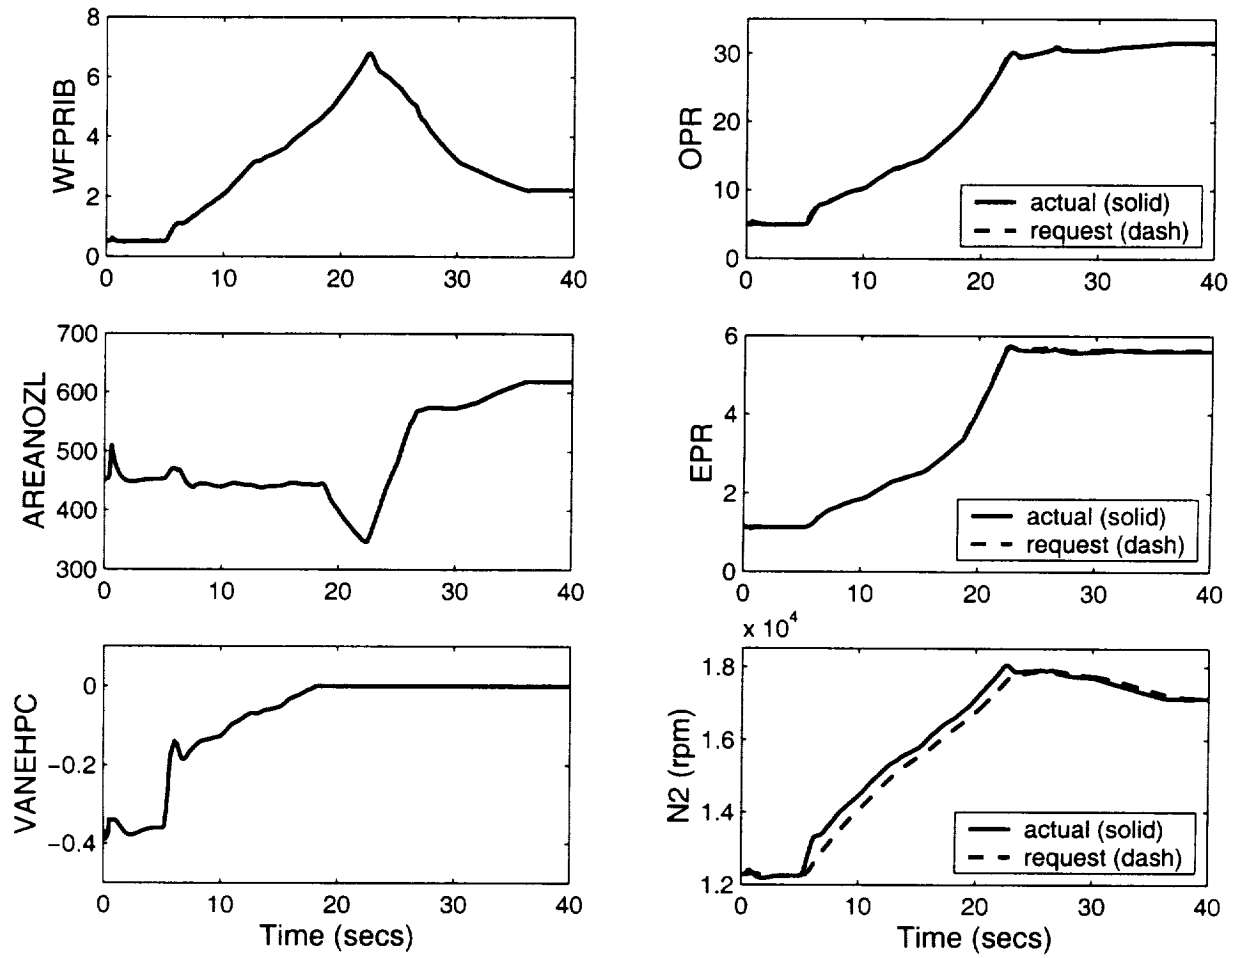 8
6
4
2
0
WFPRIB
0 10 20 30 40
30
20
10
0
OPR
actual (solid)
request (dash)
0 10 20 30 40
700
600
500
400
300
AREANOZL
0 10 20 30 40
6
4
2
0
EPR
actual (solid)
request (dash)
0 10 20 30 40
0
−0.2
−0.4
VANEHPC
0 10 20 30 40
Time (secs)
x 10⁴
1.8
1.6
1.4
1.2
N2 (rpm)
actual (solid)
request (dash)
0 10 20 30 40
Time (secs)